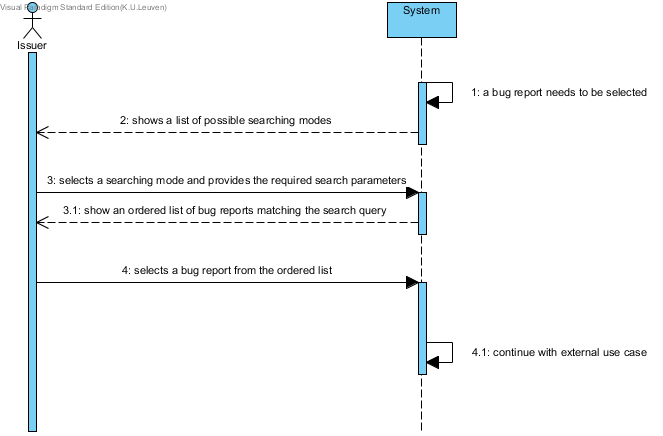 Visual Paradigm Standard Edition(K.U.Leuven)
System
Issuer
1: a bug report needs to be selected
2: shows a list of possible searching modes
3: selects a searching mode and provides the required search parameters
3.1: show an ordered list of bug reports matching the search query
4: selects a bug report from the ordered list
4.1: continue with external use case